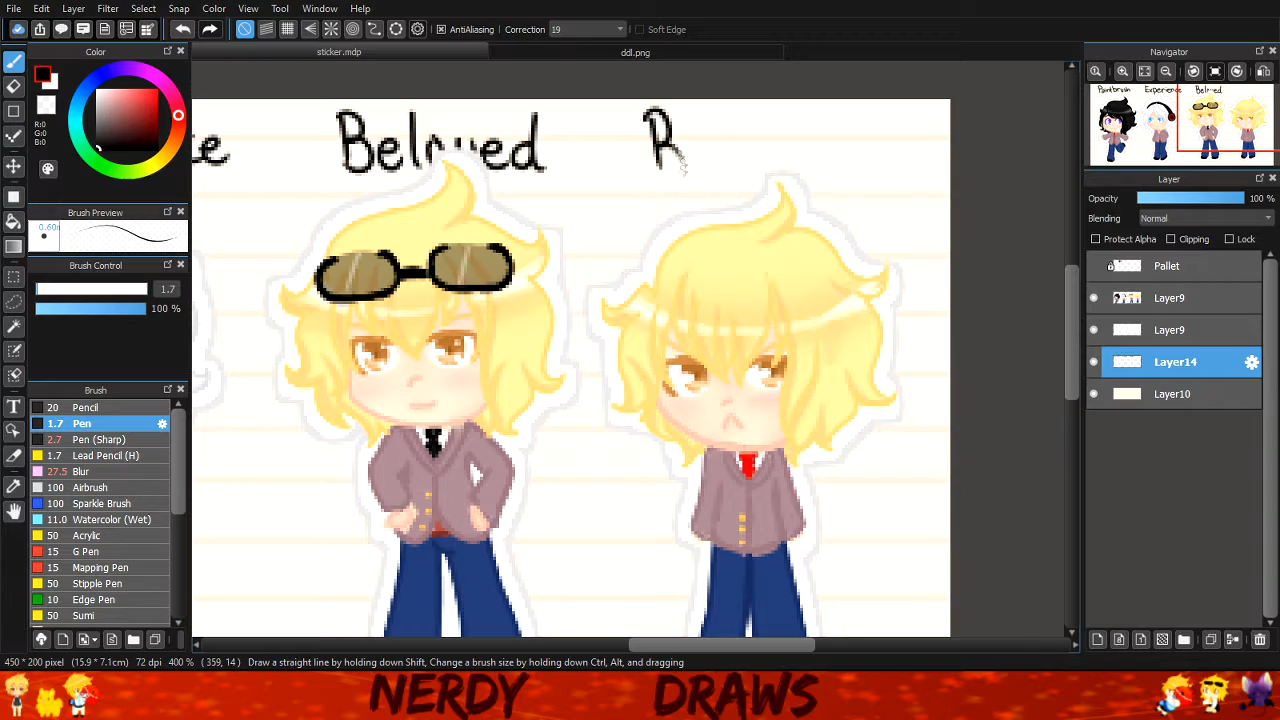 File Edit Layer Filter Select Snap Color View Tool Window Help
AntiAliasing Correction 19 Soft Edge
Color
sticker.mdp
ddl.png
Navigator
Paintbrush Experience Beloved
R:0
G:0
B:0
ce Beloved R
Layer
Opacity 100 %
Blending Normal
Protect Alpha Clipping Lock
Pallet
Layer9
Layer9
Layer14
Layer10
Brush Preview
Brush Control
1.7
100 %
Brush
20 Pencil
1.7 Pen
2.7 Pen (Sharp)
1.7 Lead Pencil (H)
27.5 Blur
100 Airbrush
100 Sparkle Brush
11.0 Watercolor (Wet)
50 Acrylic
15 G Pen
15 Mapping Pen
50 Stipple Pen
10 Edge Pen
50 Sumi
450 * 200 pixel (15.9 * 7.1cm) 72 dpi 400 % ( 359, 14 ) Draw a straight line by holding down Shift, Change a brush size by holding down Ctrl, Alt, and dragging
NERDY DRAWS